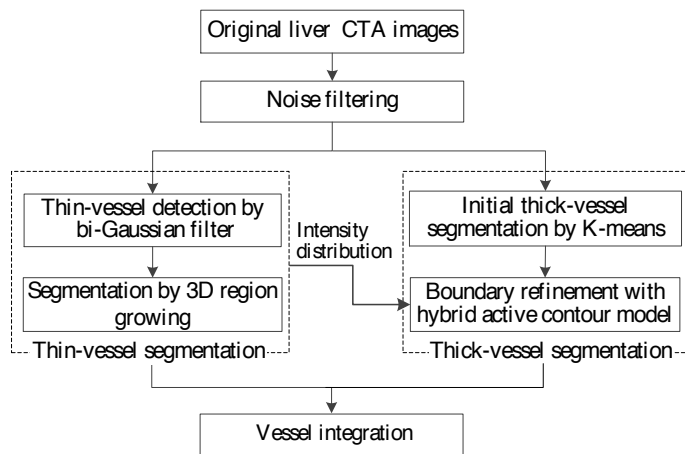 Original liver CTA images
Noise filtering
Thin-vessel detection by
bi-Gaussian filter
Segmentation by 3D region
growing
Thin-vessel segmentation
Intensity
distribution
Initial thick-vessel
segmentation by K-means
Boundary refinement with
hybrid active contour model
Thick-vessel segmentation
Vessel integration